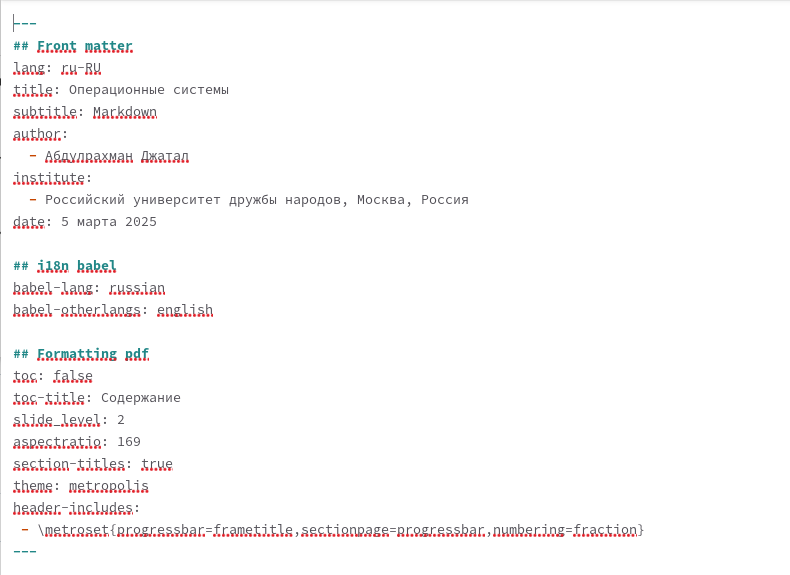 ---
## Front matter
lang: ru-RU
title: Операционные системы
subtitle: Markdown
author:
  - Абдулрахман Джатал
institute:
  - Российский университет дружбы народов, Москва, Россия
date: 5 марта 2025

## i18n babel
babel-lang: russian
babel-otherlangs: english

## Formatting pdf
toc: false
toc-title: Содержание
slide_level: 2
aspectratio: 169
section-titles: true
theme: metropolis
header-includes:
 - \metroset{progressbar=frametitle,sectionpage=progressbar,numbering=fraction}
---